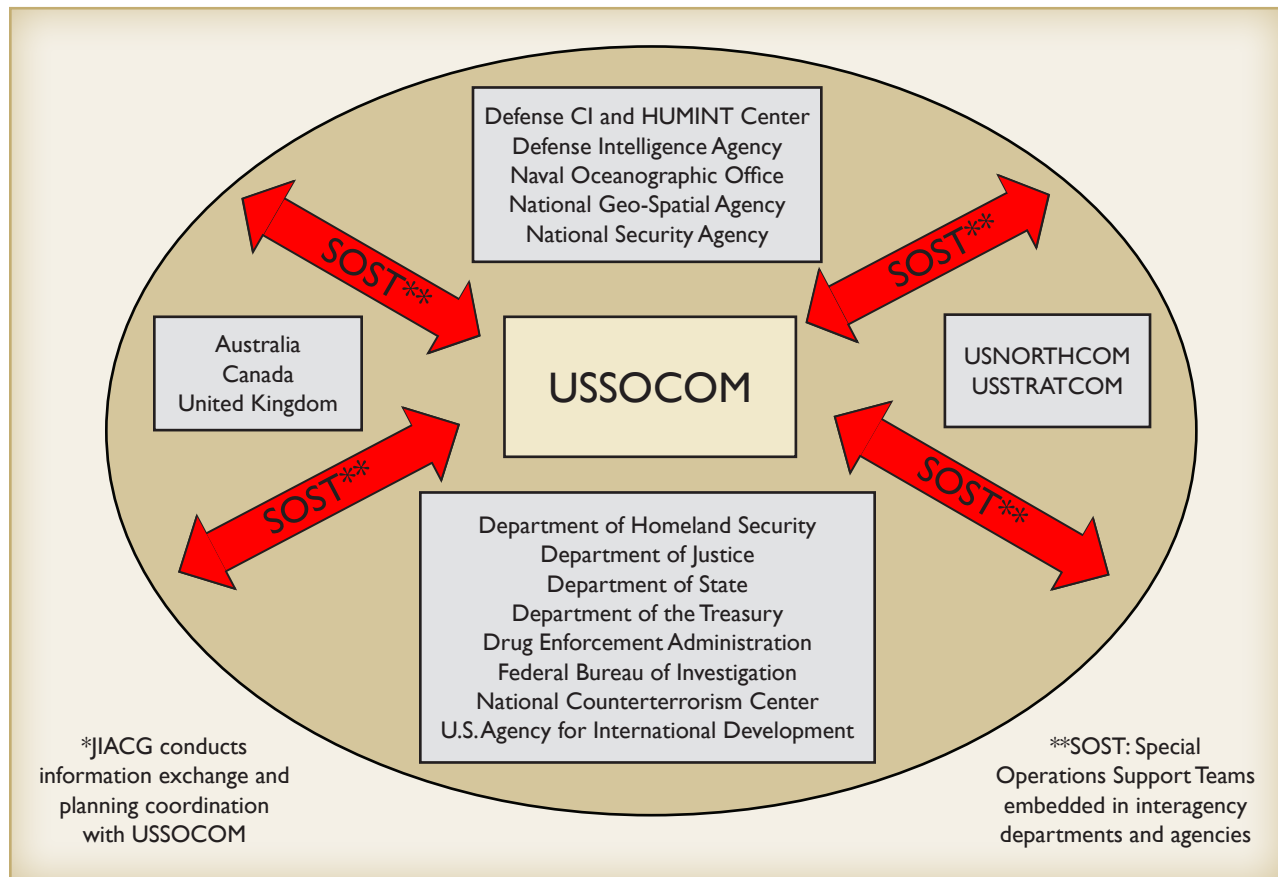 Defense CI and HUMINT Center
Defense Intelligence Agency
Naval Oceanographic Office
National Geo-Spatial Agency
National Security Agency
SOST**
SOST**
Australia
Canada
United Kingdom
USSOCOM
USNORTHCOM
USSTRATCOM
SOST**
SOST**
Department of Homeland Security
Department of Justice
Department of State
Department of the Treasury
Drug Enforcement Administration
Federal Bureau of Investigation
National Counterterrorism Center
U.S. Agency for International Development
*JIACG conducts
information exchange and
planning coordination
with USSOCOM
**SOST: Special
Operations Support Teams
embedded in interagency
departments and agencies